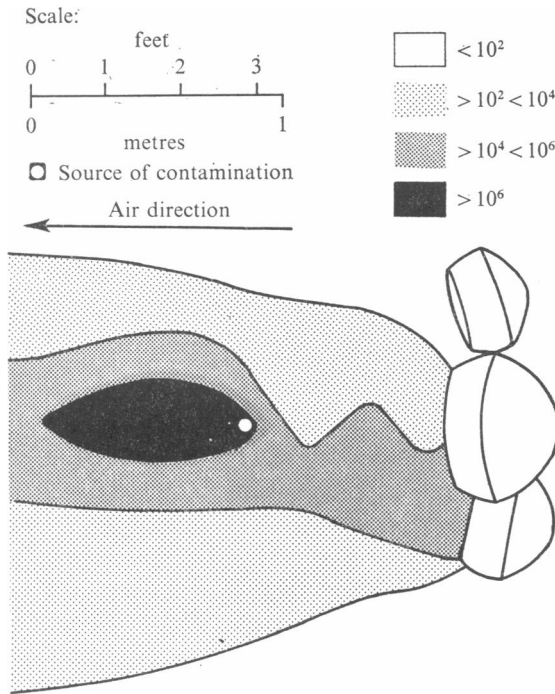 Scale:
feet
0 1 2 3
0 1
metres
Source of contamination
Air direction
< 10²
> 10² < 10⁴
> 10⁴ < 10⁶
> 10⁶